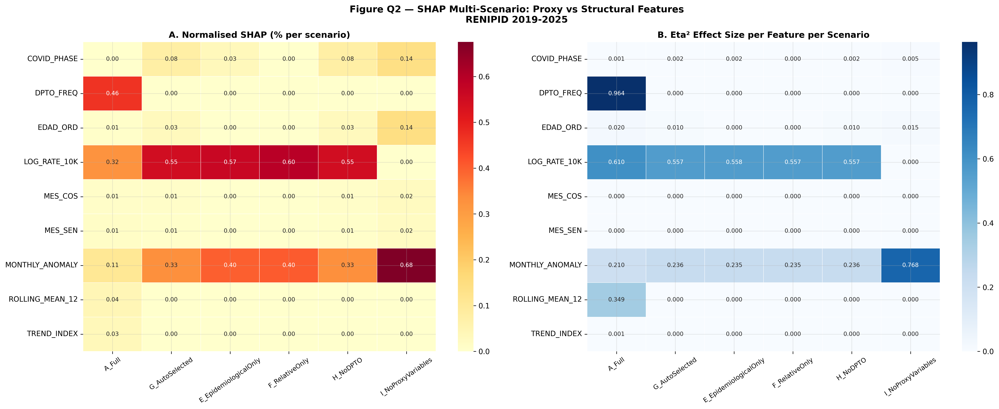 Figure Q2 — SHAP Multi-Scenario: Proxy vs Structural Features
RENIPID 2019-2025
A. Normalised SHAP (% per scenario)
COVID_PHASE 0.00 0.08 0.03 0.00 0.08 0.14
DPTO_FREQ 0.46 0.00 0.00 0.00 0.00 0.00
EDAD_ORD 0.01 0.03 0.00 0.00 0.03 0.14
LOG_RATE_10K 0.32 0.55 0.57 0.60 0.55 0.00
MES_COS 0.01 0.01 0.00 0.00 0.01 0.02
MES_SEN 0.01 0.01 0.00 0.00 0.01 0.02
MONTHLY_ANOMALY 0.11 0.33 0.40 0.40 0.33 0.68
ROLLING_MEAN_12 0.04 0.00 0.00 0.00 0.00 0.00
TREND_INDEX 0.03 0.00 0.00 0.00 0.00 0.00
A_Full G_AutoSelected E_EpidemiologicalOnly F_RelativeOnly H_NoDPTO I_NoProxyVariables
0.6
0.5
0.4
0.3
0.2
0.1
0.0
B. Eta² Effect Size per Feature per Scenario
COVID_PHASE 0.001 0.002 0.002 0.000 0.002 0.005
DPTO_FREQ 0.964 0.000 0.000 0.000 0.000 0.000
EDAD_ORD 0.020 0.010 0.000 0.000 0.010 0.015
LOG_RATE_10K 0.610 0.557 0.558 0.557 0.557 0.000
MES_COS 0.000 0.000 0.000 0.000 0.000 0.000
MES_SEN 0.000 0.000 0.000 0.000 0.000 0.000
MONTHLY_ANOMALY 0.210 0.236 0.235 0.235 0.236 0.768
ROLLING_MEAN_12 0.349 0.000 0.000 0.000 0.000 0.000
TREND_INDEX 0.001 0.000 0.000 0.000 0.000 0.000
A_Full G_AutoSelected E_EpidemiologicalOnly F_RelativeOnly H_NoDPTO I_NoProxyVariables
0.8
0.6
0.4
0.2
0.0